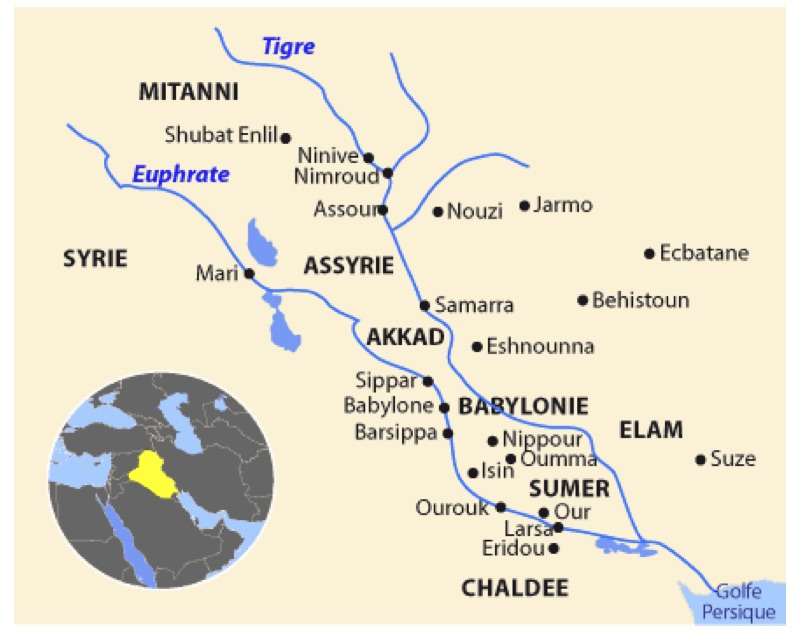 Tigre
MITANNI
Shubat Enlil
Ninive
Euphrate
Nimroud
Assour
Nouzi
Jarmo
SYRIE
Ecbatane
Mari
ASSYRIE
Samarra
Behistoun
AKKAD
Eshnounna
Sippar
Babylone
BABYLONIE
Barsippa
ELAM
Nippour
Oumma
Suze
Isin
SUMER
Ourouk
Our
Larsa
Eridou
CHALDEE
Golfe
Persique